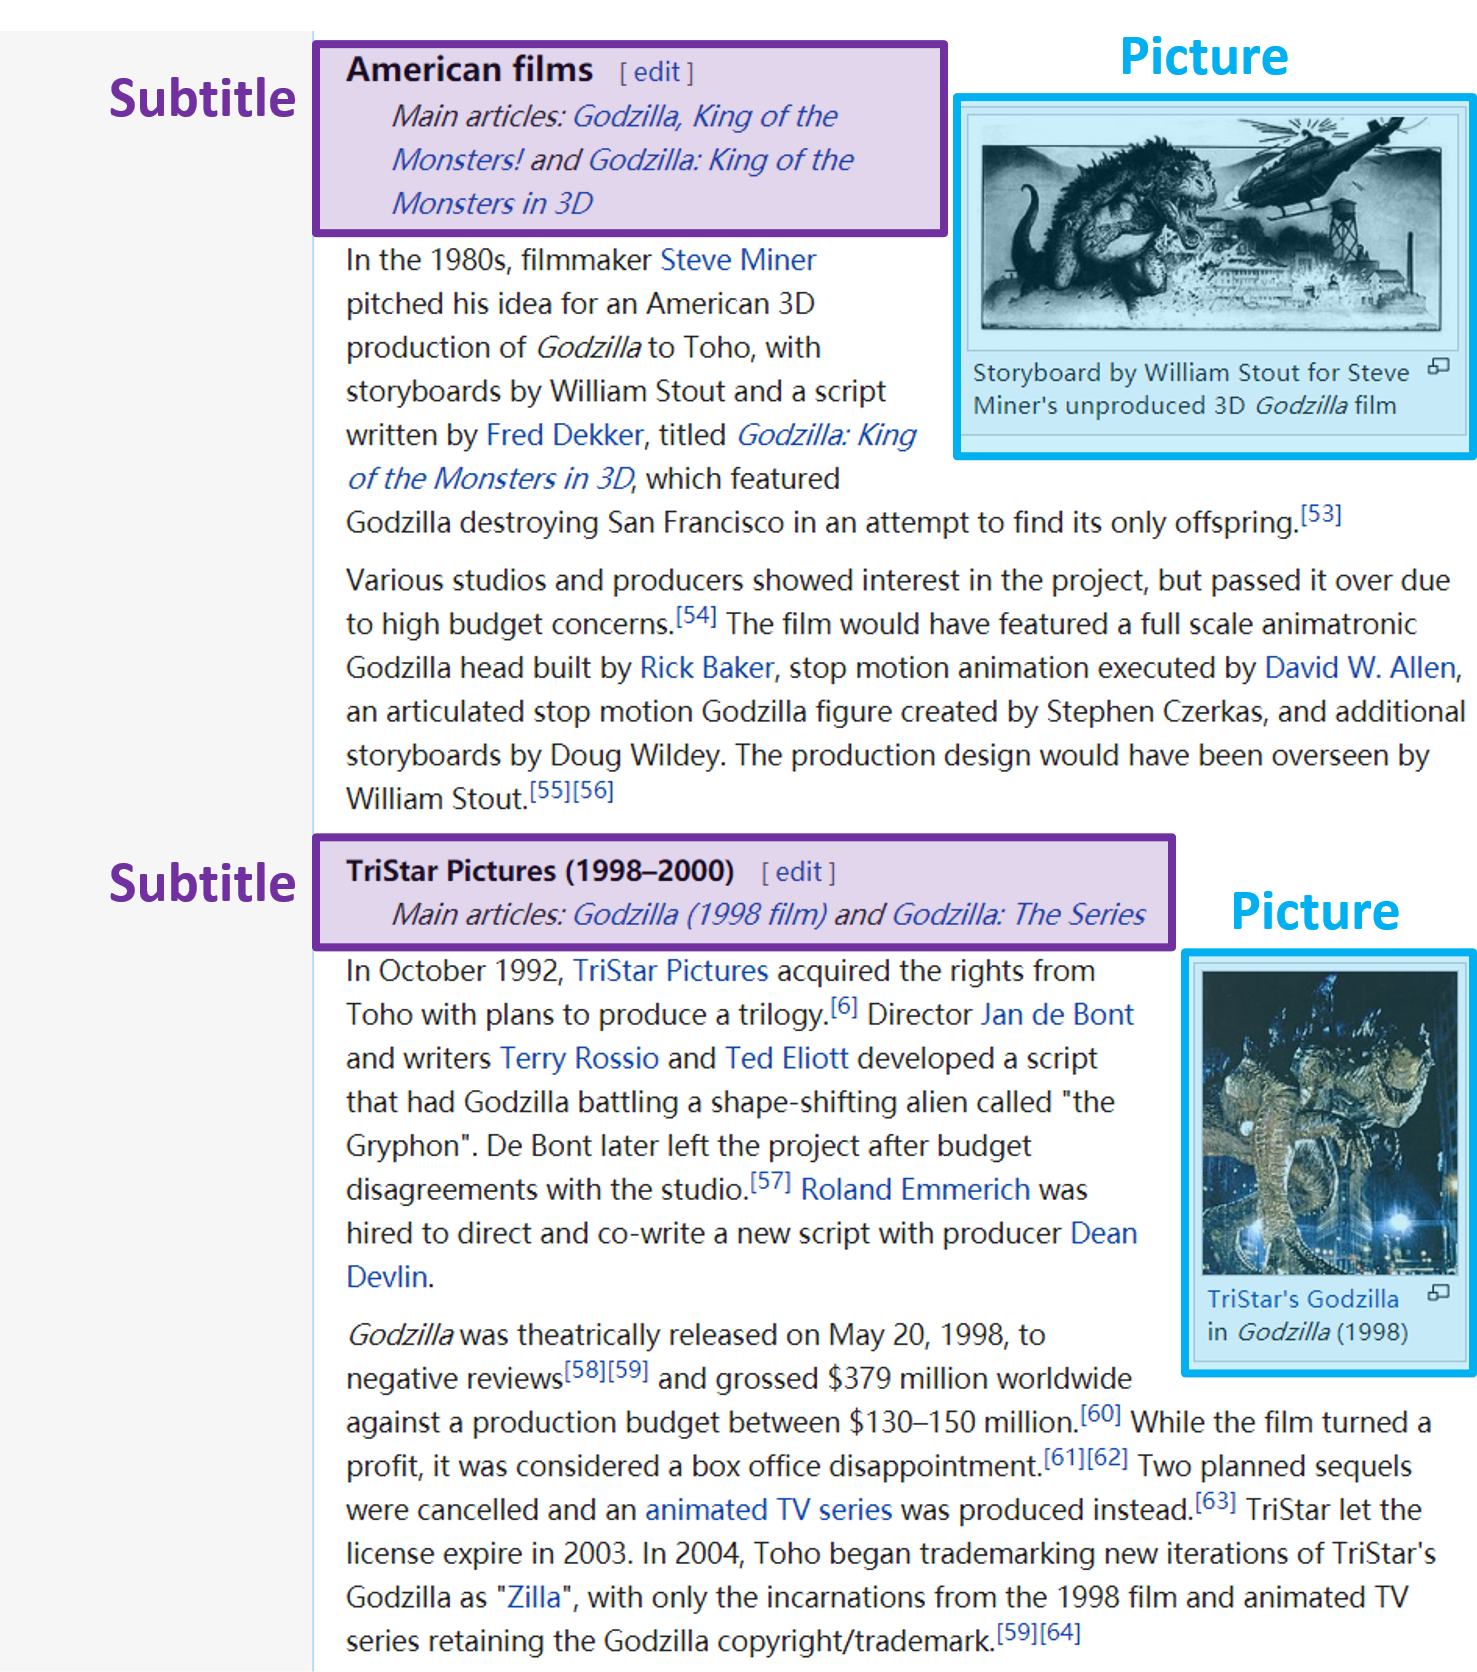 Subtitle
American films [ edit ]
Main articles: Godzilla, King of the
Monsters! and Godzilla: King of the
Monsters in 3D
Picture
Storyboard by William Stout for Steve
Miner's unproduced 3D Godzilla film
In the 1980s, filmmaker Steve Miner
pitched his idea for an American 3D
production of Godzilla to Toho, with
storyboards by William Stout and a script
written by Fred Dekker, titled Godzilla: King
of the Monsters in 3D, which featured
Godzilla destroying San Francisco in an attempt to find its only offspring.[53]
Various studios and producers showed interest in the project, but passed it over due
to high budget concerns.[54] The film would have featured a full scale animatronic
Godzilla head built by Rick Baker, stop motion animation executed by David W. Allen,
an articulated stop motion Godzilla figure created by Stephen Czerkas, and additional
storyboards by Doug Wildey. The production design would have been overseen by
William Stout.[55][56]
Subtitle
TriStar Pictures (1998–2000) [ edit ]
Main articles: Godzilla (1998 film) and Godzilla: The Series
Picture
TriStar's Godzilla
in Godzilla (1998)
In October 1992, TriStar Pictures acquired the rights from
Toho with plans to produce a trilogy.[6] Director Jan de Bont
and writers Terry Rossio and Ted Eliott developed a script
that had Godzilla battling a shape-shifting alien called "the
Gryphon". De Bont later left the project after budget
disagreements with the studio.[57] Roland Emmerich was
hired to direct and co-write a new script with producer Dean
Devlin.
Godzilla was theatrically released on May 20, 1998, to
negative reviews[58][59] and grossed $379 million worldwide
against a production budget between $130–150 million.[60] While the film turned a
profit, it was considered a box office disappointment.[61][62] Two planned sequels
were cancelled and an animated TV series was produced instead.[63] TriStar let the
license expire in 2003. In 2004, Toho began trademarking new iterations of TriStar's
Godzilla as "Zilla", with only the incarnations from the 1998 film and animated TV
series retaining the Godzilla copyright/trademark.[59][64]